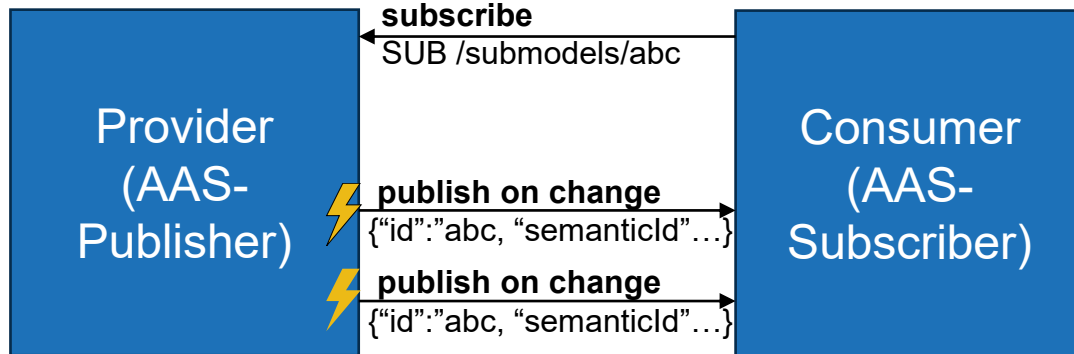 Provider
(AAS-
Publisher)
subscribe
SUB /submodels/abc
publish on change
{“id”:”abc, “semanticId”…}
publish on change
{“id”:”abc, “semanticId”…}
Consumer
(AAS-
Subscriber)